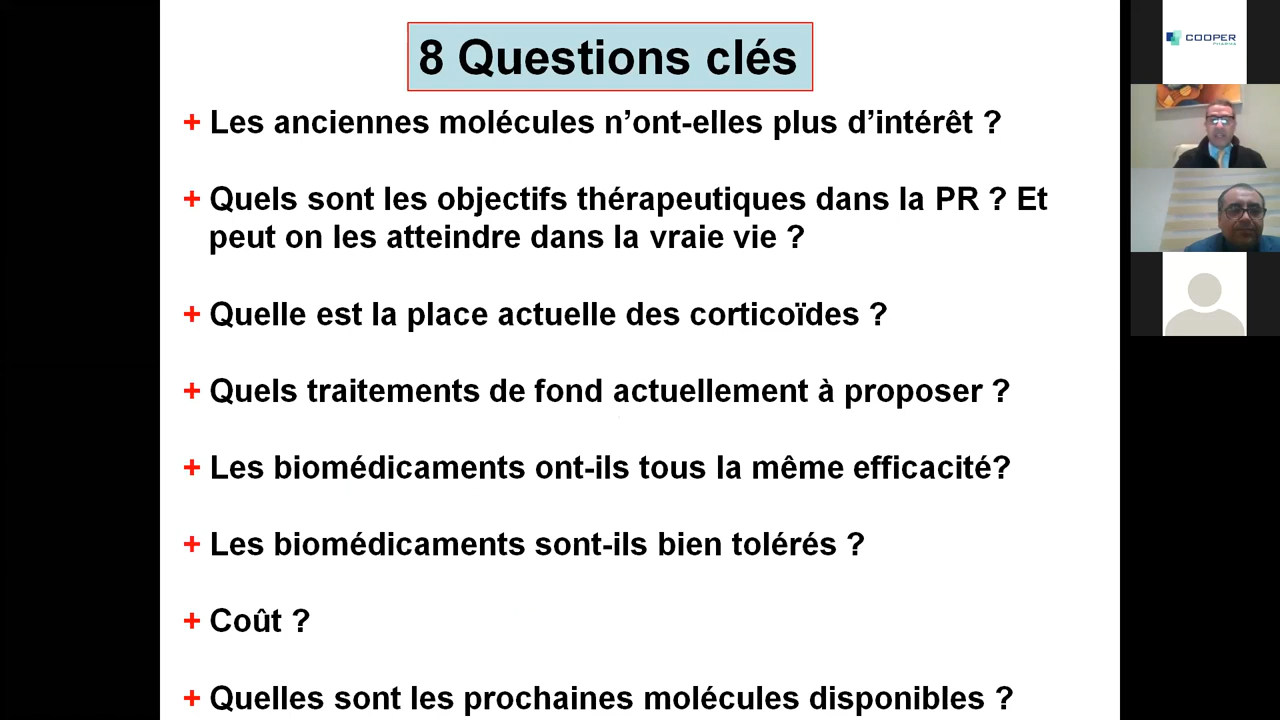 8 Questions clés
+ Les anciennes molécules n’ont-elles plus d’intérêt ?
+ Quels sont les objectifs thérapeutiques dans la PR ? Et
peut on les atteindre dans la vraie vie ?
+ Quelle est la place actuelle des corticoïdes ?
+ Quels traitements de fond actuellement à proposer ?
+ Les biomédicaments ont-ils tous la même efficacité?
+ Les biomédicaments sont-ils bien tolérés ?
+ Coût ?
+ Quelles sont les prochaines molécules disponibles ?
COOPER
PHARMA